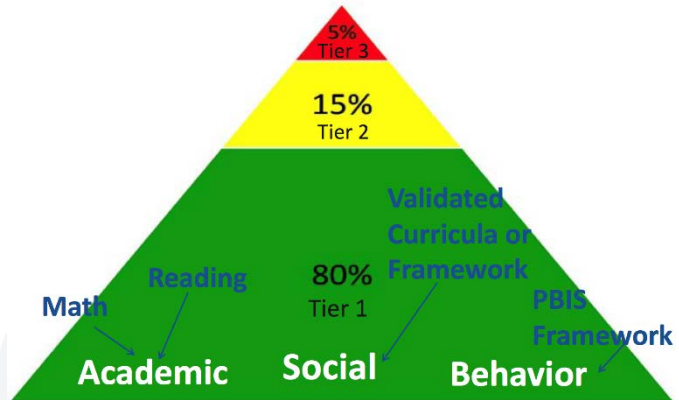 5%
Tier 3
15%
Tier 2
Validated
Curricula or
Framework
80%
Tier 1
Reading
Math
PBIS
Framework
Academic
Social
Behavior